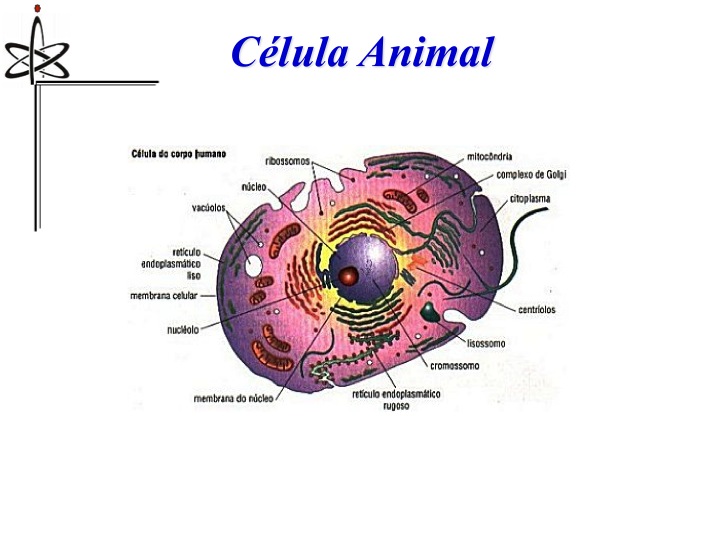 Célula Animal
Célula do corpo humano
ribossomos
mitocôndria
complexo de Golgi
núcleo
citoplasma
vacúolos
retículo
endoplasmático
liso
membrana celular
centríolos
nucléolo
lisossomo
cromossomo
membrana do núcleo
retículo endoplasmático
rugoso